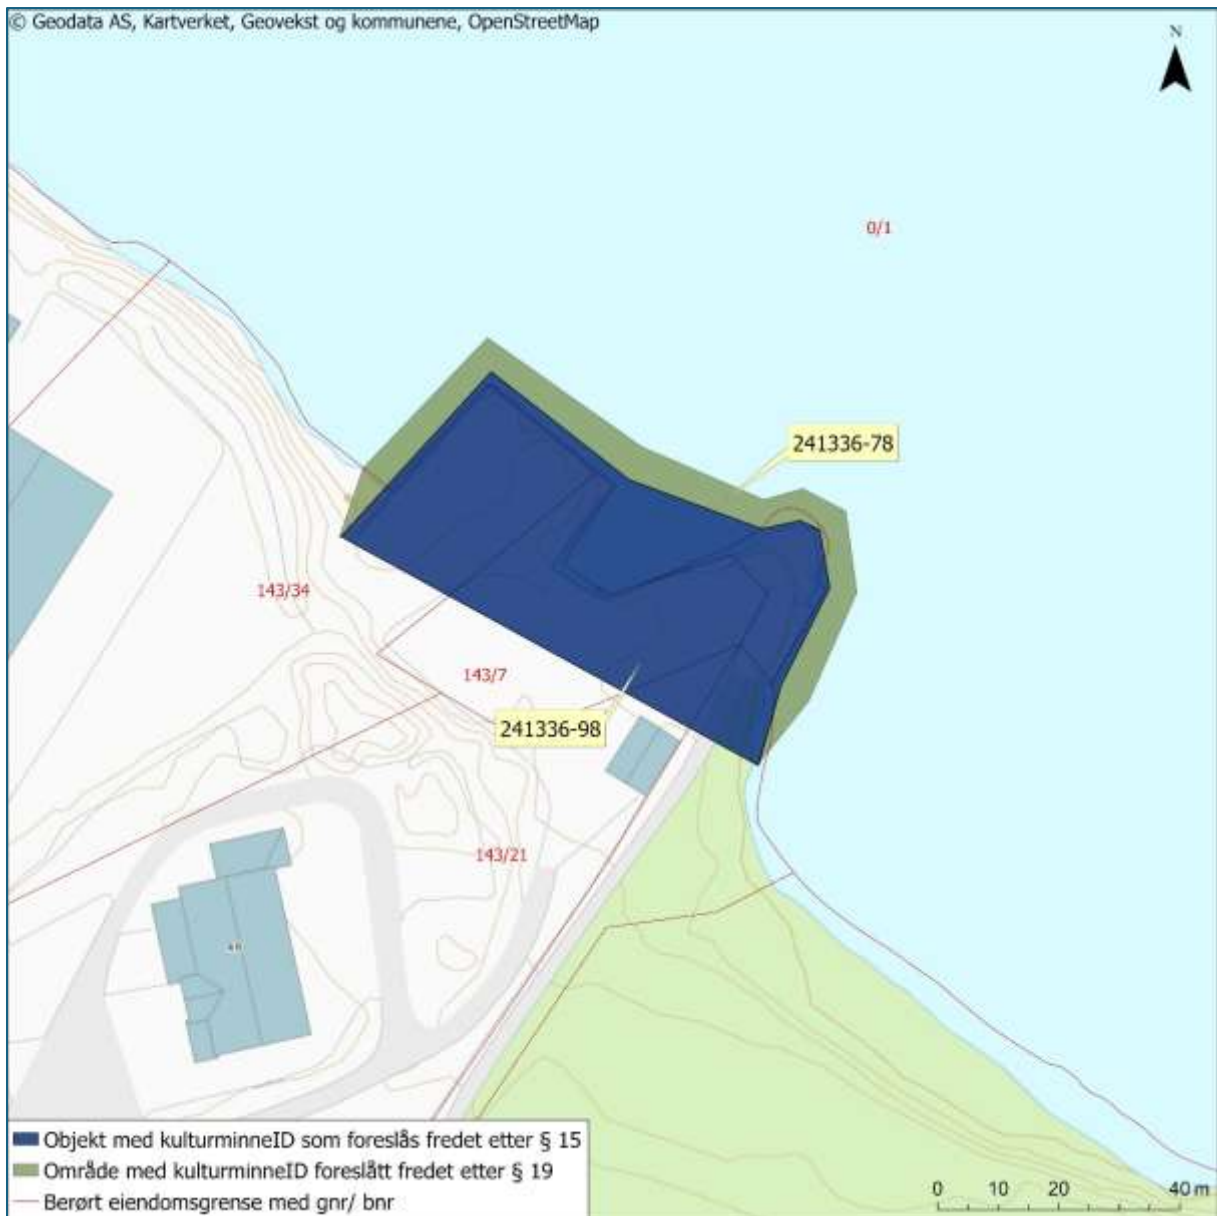 © Geodata AS, Kartverket, Geovekst og kommunene, OpenStreetMap
N
0/1
241336-78
143/34
143/7
241336-98
143/21
Objekt med kulturminneID som foreslås fredet etter § 15
Område med kulturminneID foreslått fredet etter § 19
Berørt eiendomsgrense med gnr/ bnr
0 10 20 40 m